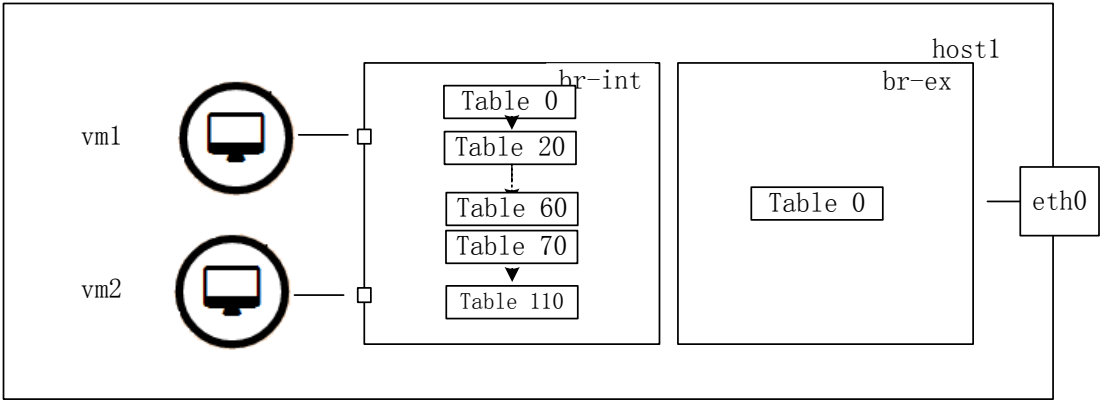 host1
br-int
br-ex
Table 0
vm1
Table 20
Table 60
Table 0
eth0
Table 70
vm2
Table 110